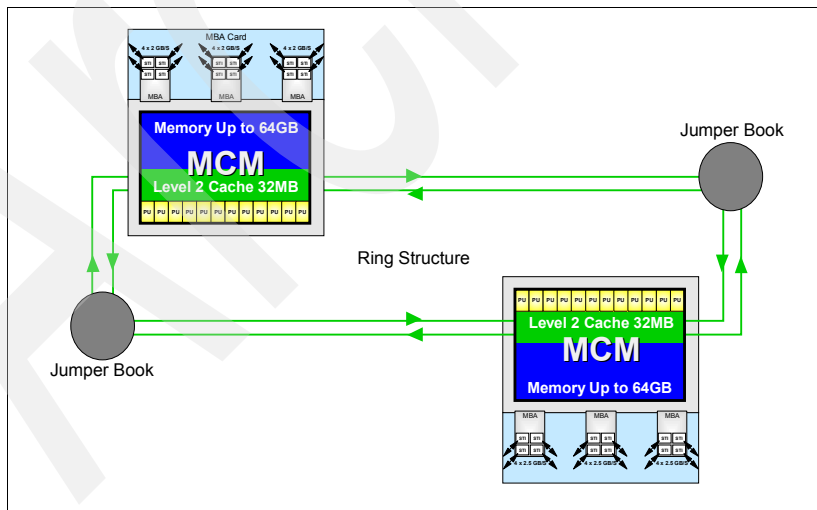 MBA Card
4 x 2 GB/S 4 x 2 GB/S 4 x 2 GB/S
STI STI STI STI STI STI
STI STI STI STI STI STI
MBA MBA MBA
Memory Up to 64GB
MCM
Level 2 Cache 32MB
PU PU PU PU PU PU PU PU PU PU PU PU
Jumper Book
Ring Structure
Jumper Book
PU PU PU PU PU PU PU PU PU PU PU PU
Level 2 Cache 32MB
MCM
Memory Up to 64GB
MBA MBA MBA
STI STI STI STI STI STI
STI STI STI STI STI STI
4 x 2.5 GB/S 4 x 2.5 GB/S 4 x 2.5 GB/S